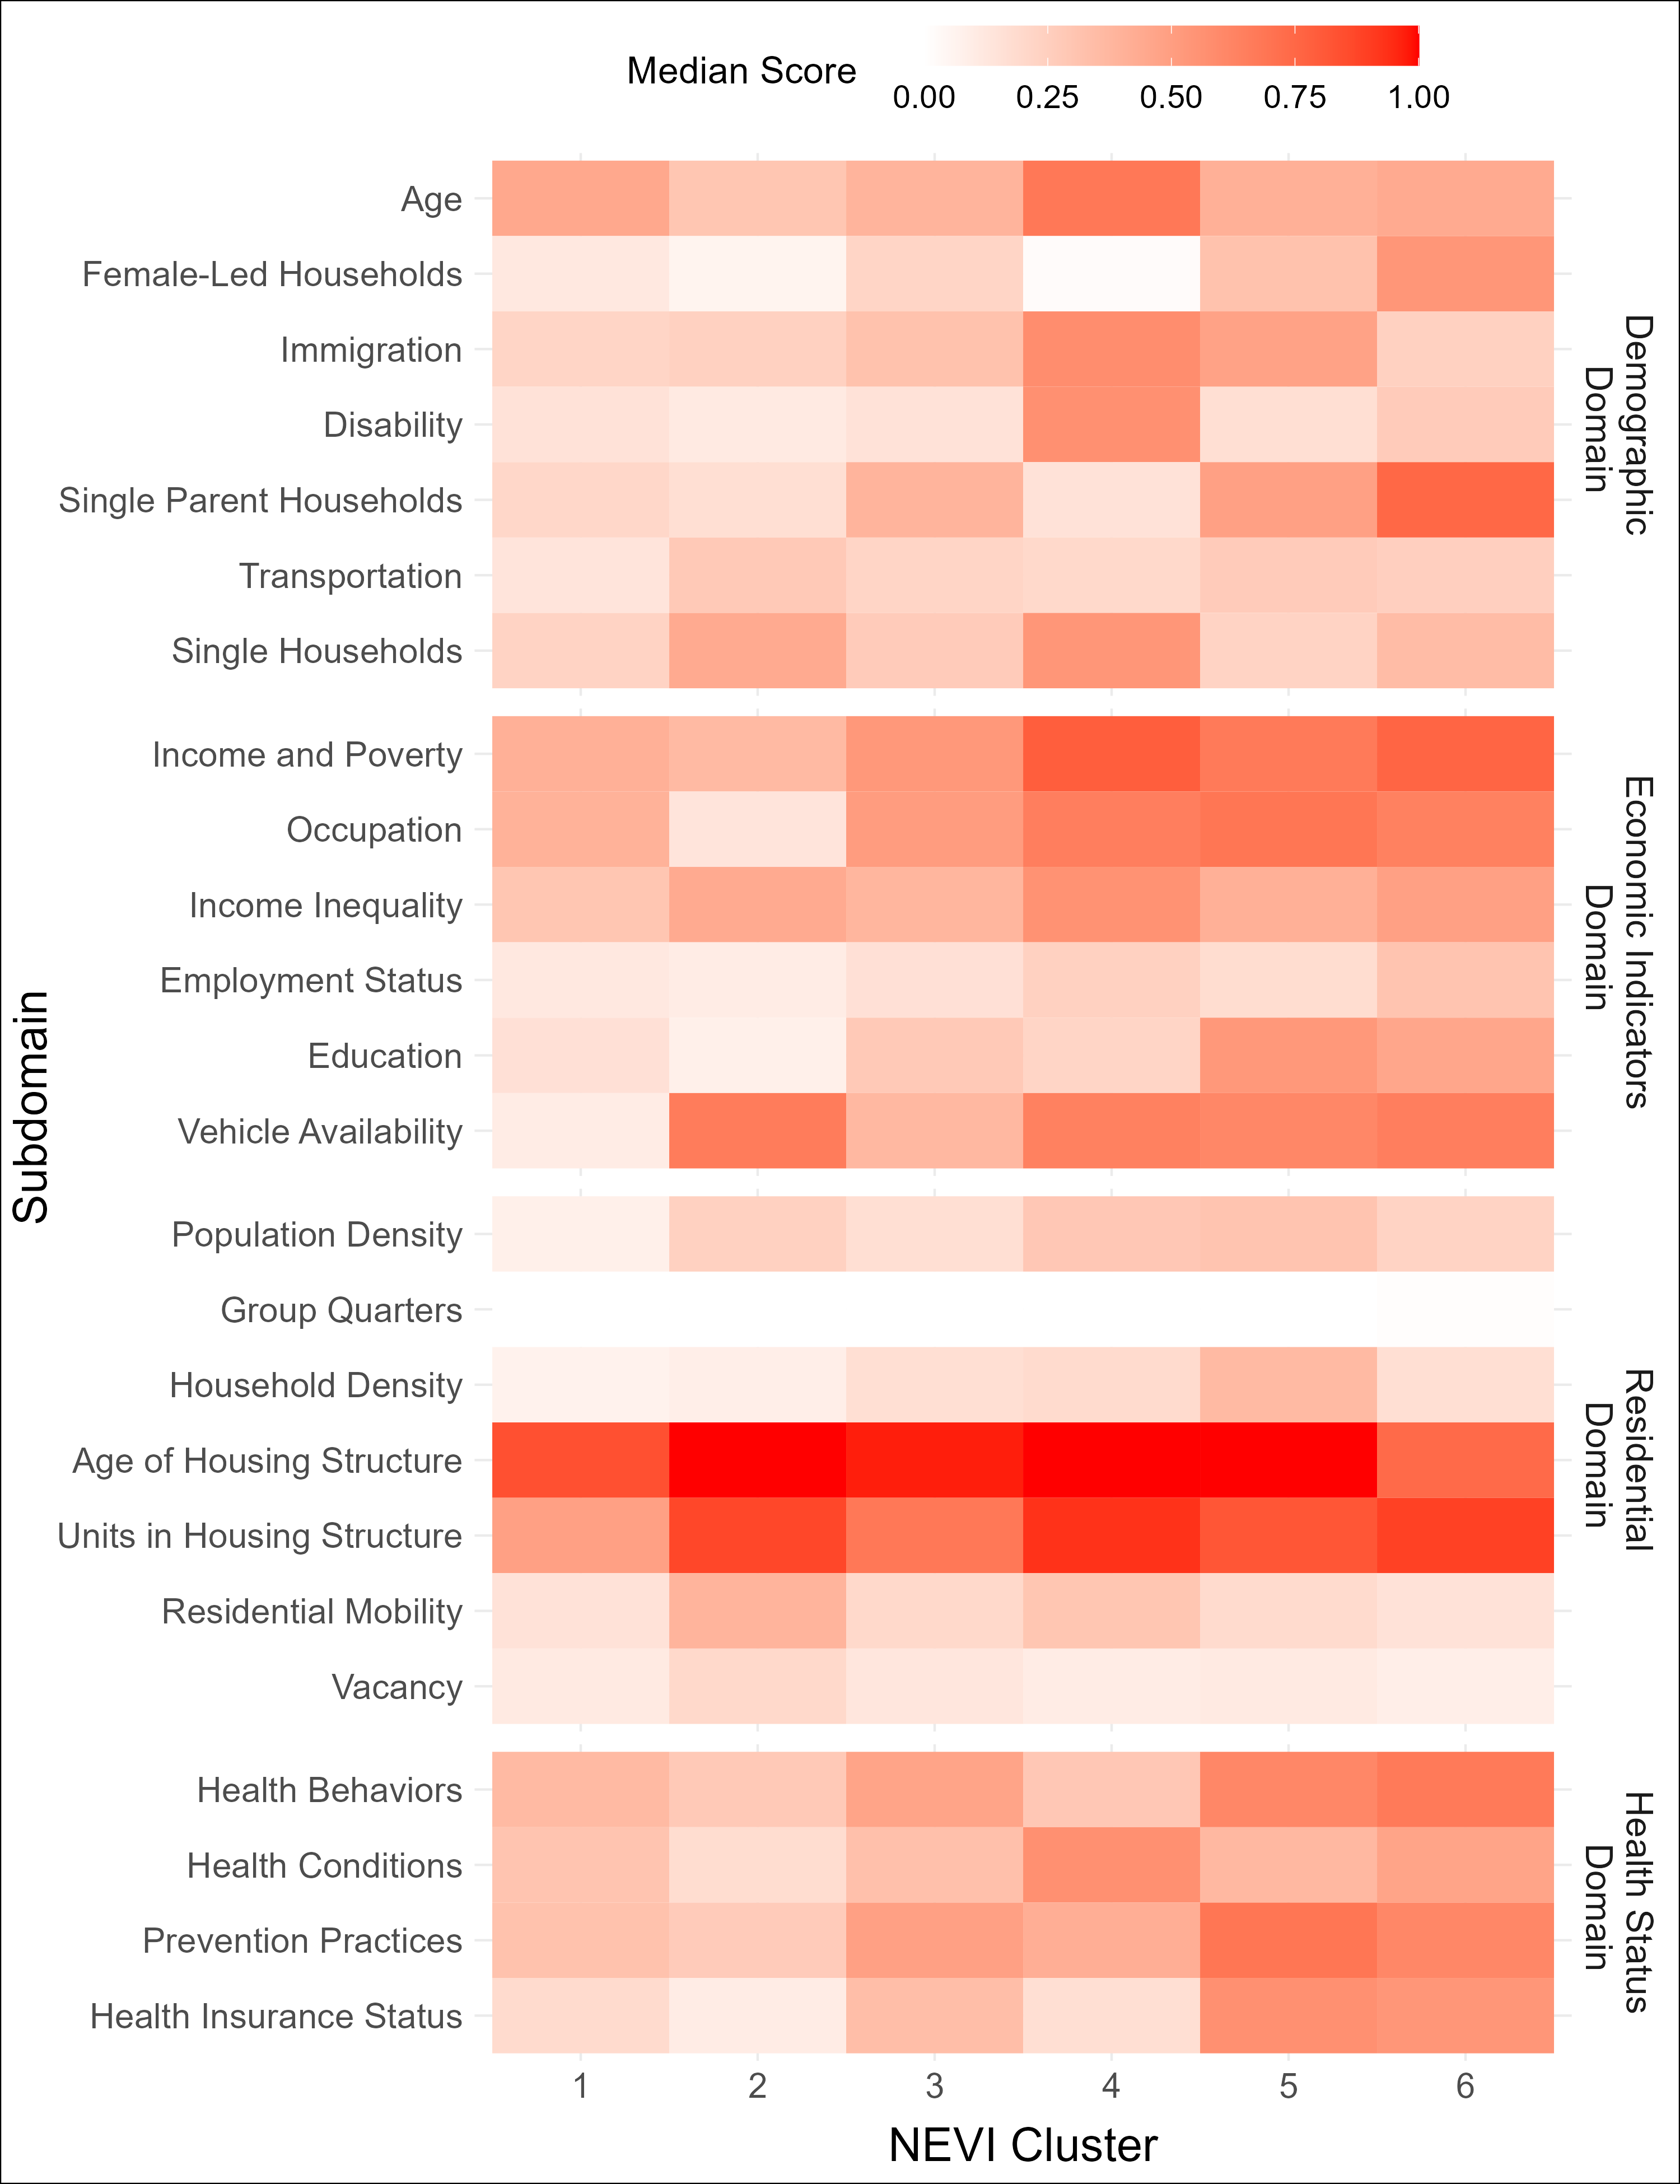 Median Score
0.00 0.25 0.50 0.75 1.00
Subdomain
Age
Female-Led Households
Immigration
Disability
Single Parent Households
Transportation
Single Households
Demographic
Domain
Income and Poverty
Occupation
Income Inequality
Employment Status
Education
Vehicle Availability
Economic Indicators
Domain
Population Density
Group Quarters
Household Density
Age of Housing Structure
Units in Housing Structure
Residential Mobility
Vacancy
Residential
Domain
Health Behaviors
Health Conditions
Prevention Practices
Health Insurance Status
Health Status
Domain
1 2 3 4 5 6
NEVI Cluster